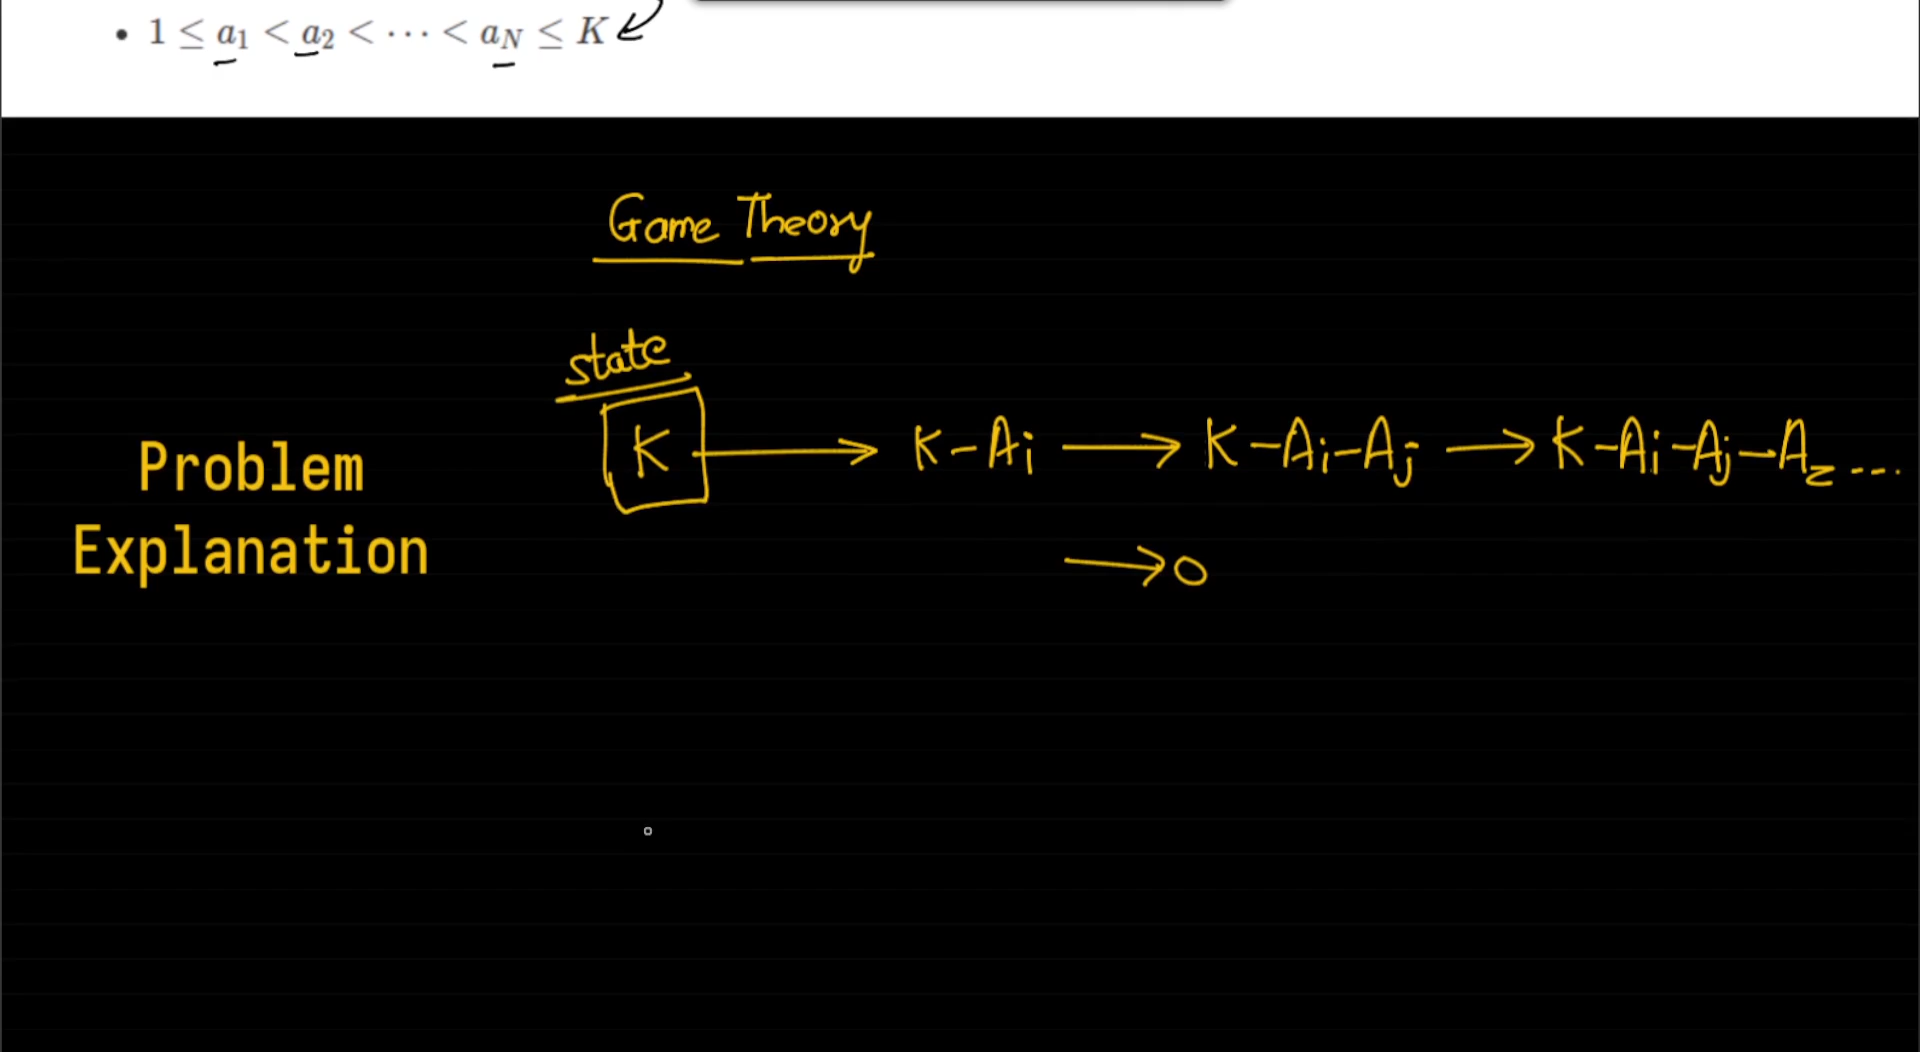 • 1 ≤ a₁ < a₂ < ⋯ < a_N ≤ K
Game Theory
state
K → K-Ai → K-Ai-Aj → K-Ai-Aj-Az ...
Problem
Explanation
→ 0